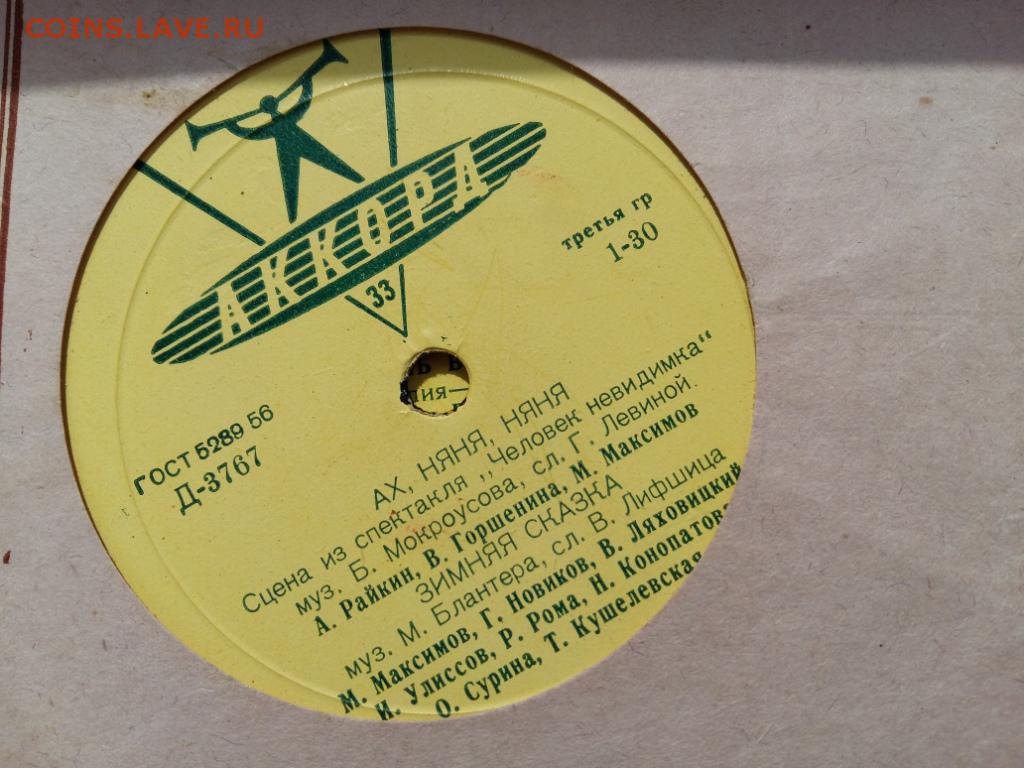 COINS.LAVE.RU
АККОРД
33
третья гр
1-30
ГОСТ 5289 56
Д-3767
АХ, НЯНЯ, НЯНЯ
Сцена из спектакля „Человек невидимка“
муз. Б. Мокроусова, сл. Г. Левиной.
А. Райкин, В. Горшенина, М. Максимов
ЗИМНЯЯ СКАЗКА
муз. М. Блантера, сл. В. Лифшица
М. Максимов, Г. Новиков, В. Ляховицкий
И. Улиссов, Р. Рома, Н. Конопатова
О. Сурина, Т. Кушелевская